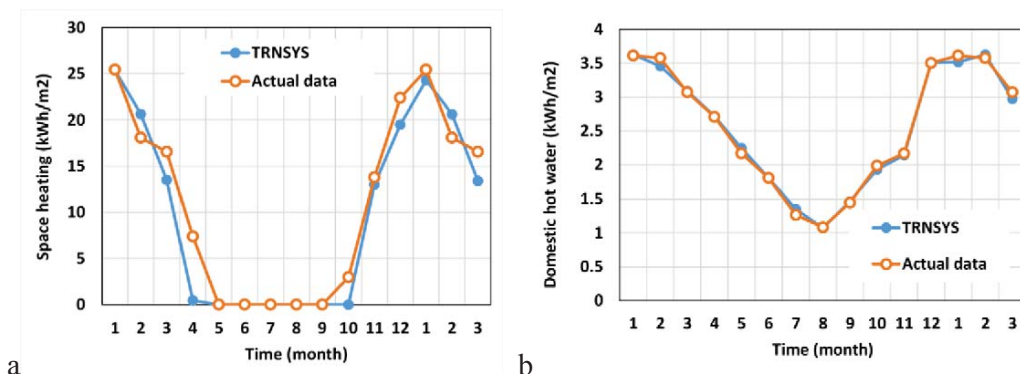 30
25
20
15
10
5
0
Space heating (kWh/m2)
TRNSYS
Actual data
1 2 3 4 5 6 7 8 9 10 11 12 1 2 3
Time (month)
a
4
3.5
3
2.5
2
1.5
1
0.5
0
Domestic hot water (kWh/m2)
TRNSYS
Actual data
1 2 3 4 5 6 7 8 9 10 11 12 1 2 3
Time (month)
b